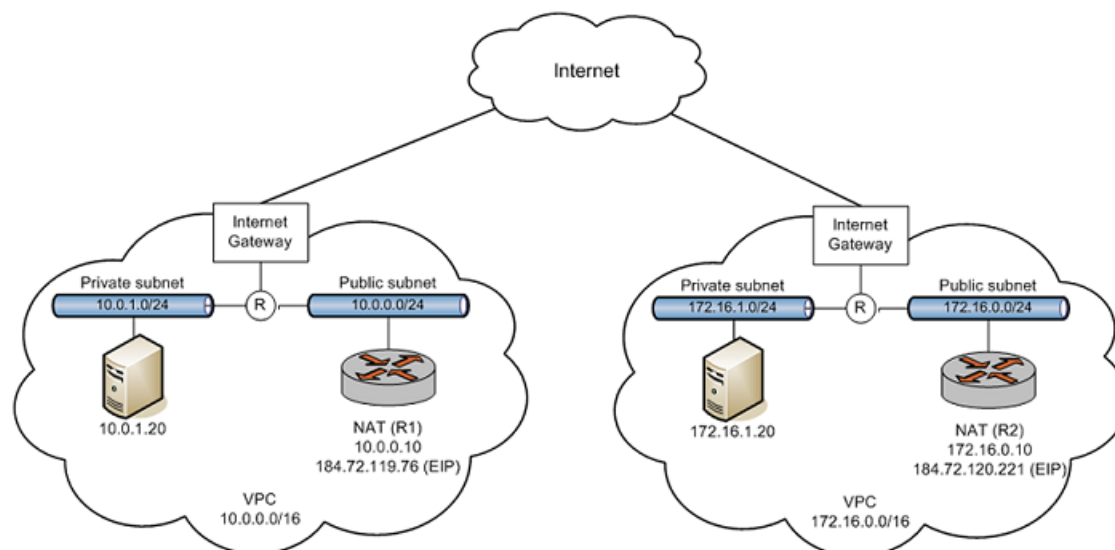 Internet
Internet
Gateway
Private subnet
10.0.1.0/24
R
Public subnet
10.0.0.0/24
10.0.1.20
NAT (R1)
10.0.0.10
184.72.119.76 (EIP)
VPC
10.0.0.0/16
Internet
Gateway
Private subnet
172.16.1.0/24
R
Public subnet
172.16.0.0/24
172.16.1.20
NAT (R2)
172.16.0.10
184.72.120.221 (EIP)
VPC
172.16.0.0/16